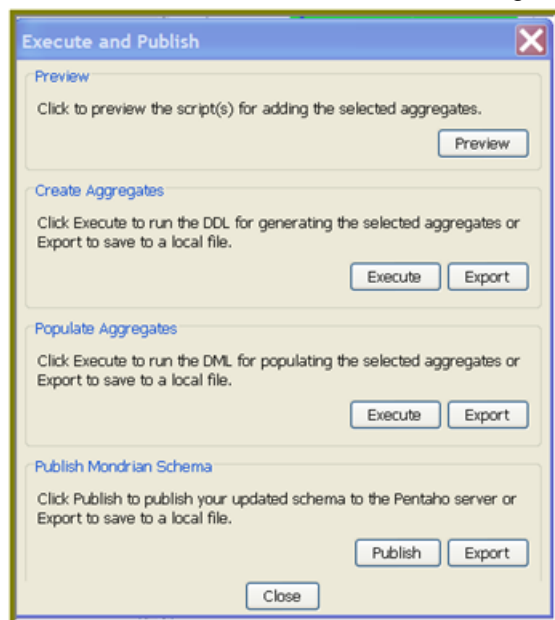 Execute and Publish
Preview
Click to preview the script(s) for adding the selected aggregates.
Preview
Create Aggregates
Click Execute to run the DDL for generating the selected aggregates or
Export to save to a local file.
Execute Export
Populate Aggregates
Click Execute to run the DML for populating the selected aggregates or
Export to save to a local file.
Execute Export
Publish Mondrian Schema
Click Publish to publish your updated schema to the Pentaho server or
Export to save to a local file.
Publish Export
Close